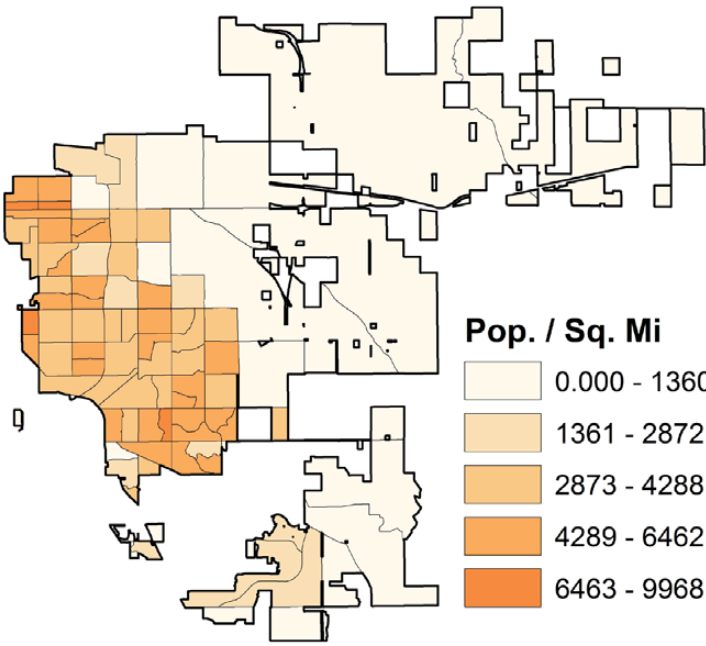 Pop. / Sq. Mi
0.000 - 1360
1361 - 2872
2873 - 4288
4289 - 6462
6463 - 9968